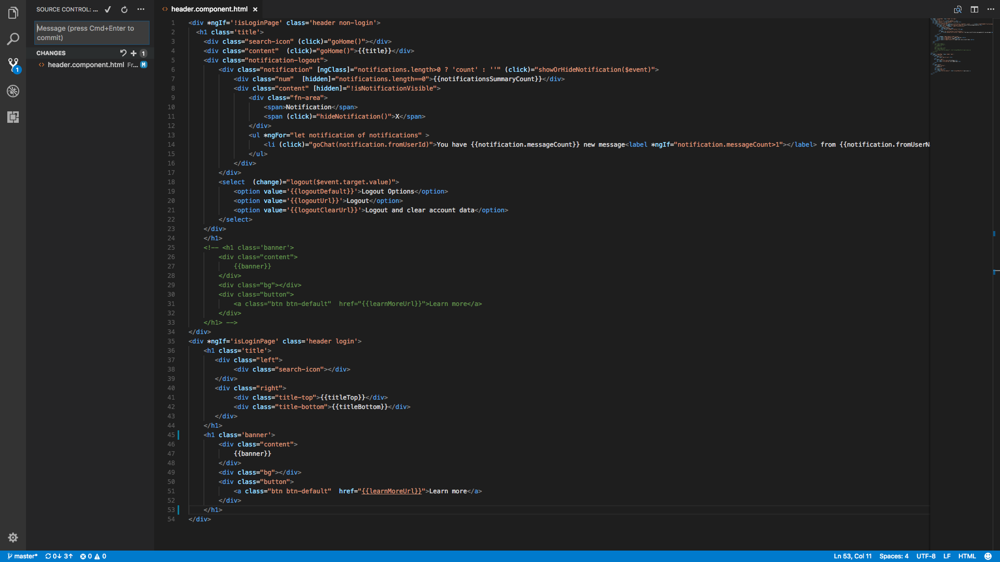 SOURCE CONTROL: ...
header.component.html
Message (press Cmd+Enter to
commit)
CHANGES
1
header.component.html Fr... M
1
1 <div *ngIf='!isLoginPage' class='header non-login'>
2 <h1 class='title'>
3 <div class="search-icon" (click)="goHome()"></div>
4 <div class="content"  (click)="goHome()">{{title}}</div>
5 <div class="notification-logout">
6 <div class="notification" [ngClass]="notifications.length>0 ? 'count' : ''" (click)="showOrHideNotification($event)">
7 <div class="num"  [hidden]="notifications.length==0">{{notificationsSummaryCount}}</div>
8 <div class="content" [hidden]="!isNotificationVisible">
9 <div class="fn-area">
10 <span>Notification</span>
11 <span (click)="hideNotification()">X</span>
12 </div>
13 <ul *ngFor="let notification of notifications" >
14 <li (click)="goChat(notification.fromUserId)">You have {{notification.messageCount}} new message<label *ngIf="notification.messageCount>1"></label> from {{notification.fromUserN
15 </ul>
16 </div>
17 </div>
18 <select  (change)="logout($event.target.value)">
19 <option value='{{logoutDefault}}'>Logout Options</option>
20 <option value='{{logoutUrl}}'>Logout</option>
21 <option value='{{logoutClearUrl}}'>Logout and clear account data</option>
22 </select>
23 </div>
24 </h1>
25 <!-- <h1 class='banner'>
26 <div class="content">
27 {{banner}}
28 </div>
29 <div class="bg"></div>
30 <div class="button">
31 <a class="btn btn-default"  href="{{learnMoreUrl}}">Learn more</a>
32 </div>
33 </h1> -->
34 </div>
35 <div *ngIf='isLoginPage' class='header login'>
36 <h1 class='title'>
37 <div class="left">
38 <div class="search-icon"></div>
39 </div>
40 <div class="right">
41 <div class="title-top">{{titleTop}}</div>
42 <div class="title-bottom">{{titleBottom}}</div>
43 </div>
44 </h1>
45 <h1 class='banner'>
46 <div class="content">
47 {{banner}}
48 </div>
49 <div class="bg"></div>
50 <div class="button">
51 <a class="btn btn-default"  href="{{learnMoreUrl}}">Learn more</a>
52 </div>
53 </h1>
54 </div>
master* 0↓ 3↑ 0 0
Ln 53, Col 11 Spaces: 4 UTF-8 LF HTML